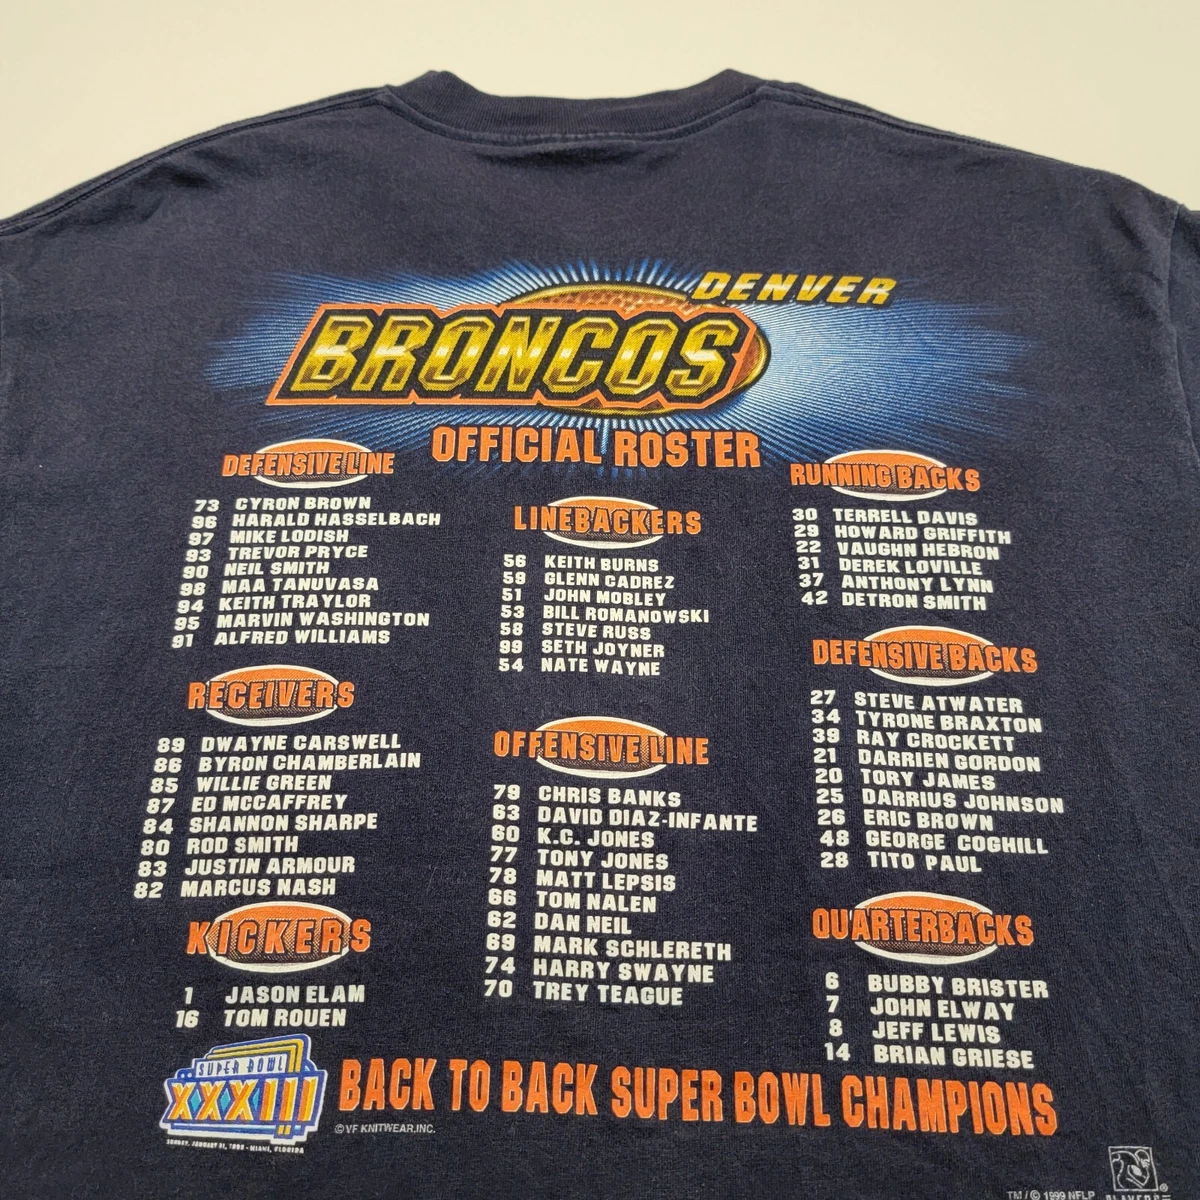 DENVER
BRONCOS
OFFICIAL ROSTER
DEFENSIVE LINE
73 CYRON BROWN
96 HARALD HASSELBACH
97 MIKE LODISH
93 TREVOR PRYCE
90 NEIL SMITH
98 MAA TANUVASA
94 KEITH TRAYLOR
95 MARVIN WASHINGTON
91 ALFRED WILLIAMS
RECEIVERS
89 DWAYNE CARSWELL
86 BYRON CHAMBERLAIN
85 WILLIE GREEN
87 ED MCCAFFREY
84 SHANNON SHARPE
80 ROD SMITH
83 JUSTIN ARMOUR
82 MARCUS NASH
KICKERS
1 JASON ELAM
16 TOM ROUEN
LINEBACKERS
56 KEITH BURNS
59 GLENN CADREZ
51 JOHN MOBLEY
53 BILL ROMANOWSKI
58 STEVE RUSS
99 SETH JOYNER
54 NATE WAYNE
OFFENSIVE LINE
79 CHRIS BANKS
63 DAVID DIAZ-INFANTE
60 K.C. JONES
77 TONY JONES
78 MATT LEPSIS
66 TOM NALEN
62 DAN NEIL
69 MARK SCHLERETH
74 HARRY SWAYNE
70 TREY TEAGUE
RUNNING BACKS
30 TERRELL DAVIS
29 HOWARD GRIFFITH
22 VAUGHN HEBRON
31 DEREK LOVILLE
37 ANTHONY LYNN
42 DETRON SMITH
DEFENSIVE BACKS
27 STEVE ATWATER
34 TYRONE BRAXTON
39 RAY CROCKETT
21 DARRIEN GORDON
20 TORY JAMES
25 DARRIUS JOHNSON
26 ERIC BROWN
48 GEORGE COGHILL
28 TITO PAUL
QUARTERBACKS
6 BUBBY BRISTER
7 JOHN ELWAY
8 JEFF LEWIS
14 BRIAN GRIESE
SUPER BOWL
XXXIII
SUNDAY, JANUARY 31, 1999 - MIAMI, FLORIDA
BACK TO BACK SUPER BOWL CHAMPIONS
© VF KNITWEAR, INC.
TM / © 1999 NFLP